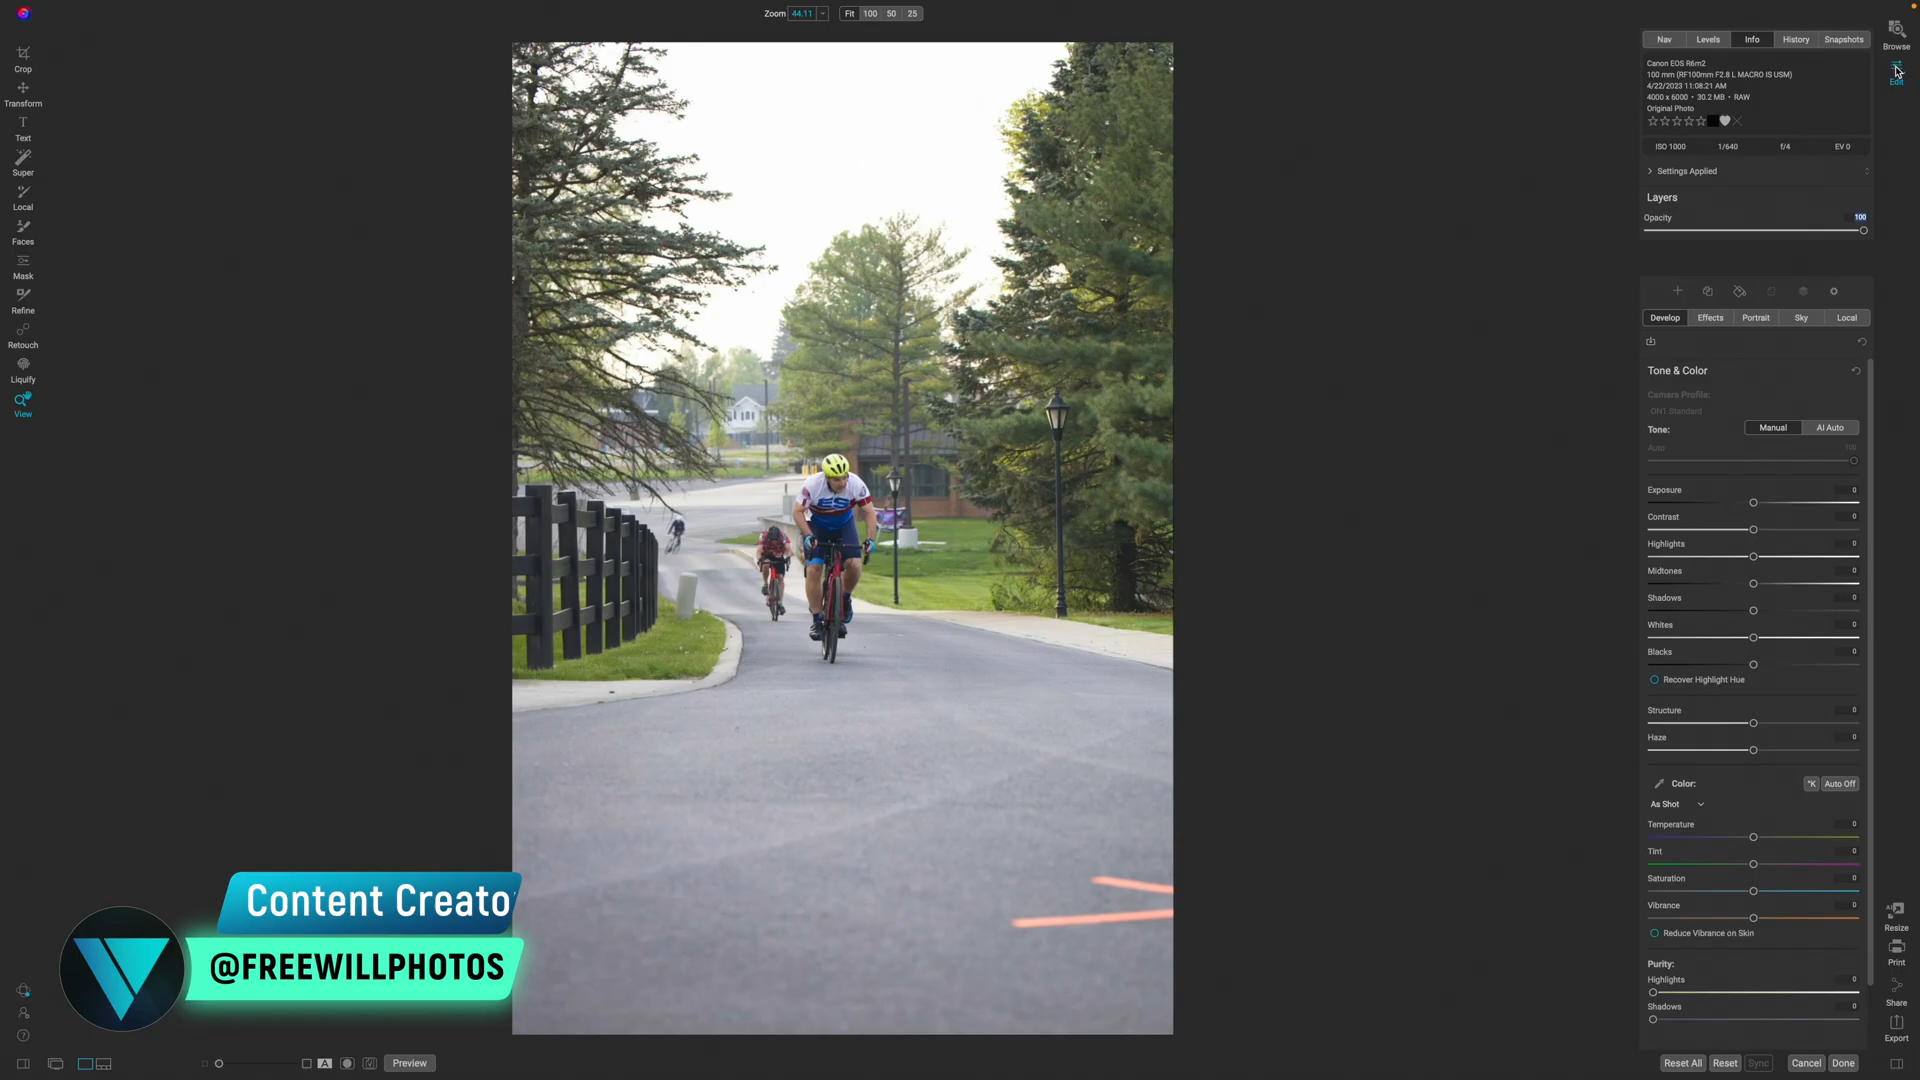 Zoom 44.11 Fit 100 50 25
Crop
Transform
Text
Super
Local
Faces
Mask
Refine
Retouch
Liquify
View
Nav Levels Info History Snapshots
Canon EOS R6m2
100 mm (RF100mm F2.8 L MACRO IS USM)
4/22/2023 11:08:21 AM
4000 x 6000 • 30.2 MB • RAW
Original Photo
ISO 1000 1/640 f/4 EV 0
Settings Applied
Layers
Opacity 100
Develop Effects Portrait Sky Local
Tone & Color
Camera Profile:
ON1 Standard
Tone: Manual AI Auto
Auto 100
Exposure 0
Contrast 0
Highlights 0
Midtones 0
Shadows 0
Whites 0
Blacks 0
Recover Highlight Hue
Structure 0
Haze 0
Color: °K Auto Off
As Shot
Temperature 0
Tint 0
Saturation 0
Vibrance 0
Reduce Vibrance on Skin
Purity:
Highlights 0
Shadows 0
Reset All Reset Sync Cancel Done
Browse
Edit
AI
Resize
Print
Share
Export
ES
Content Creato
@FREEWILLPHOTOS
A Preview